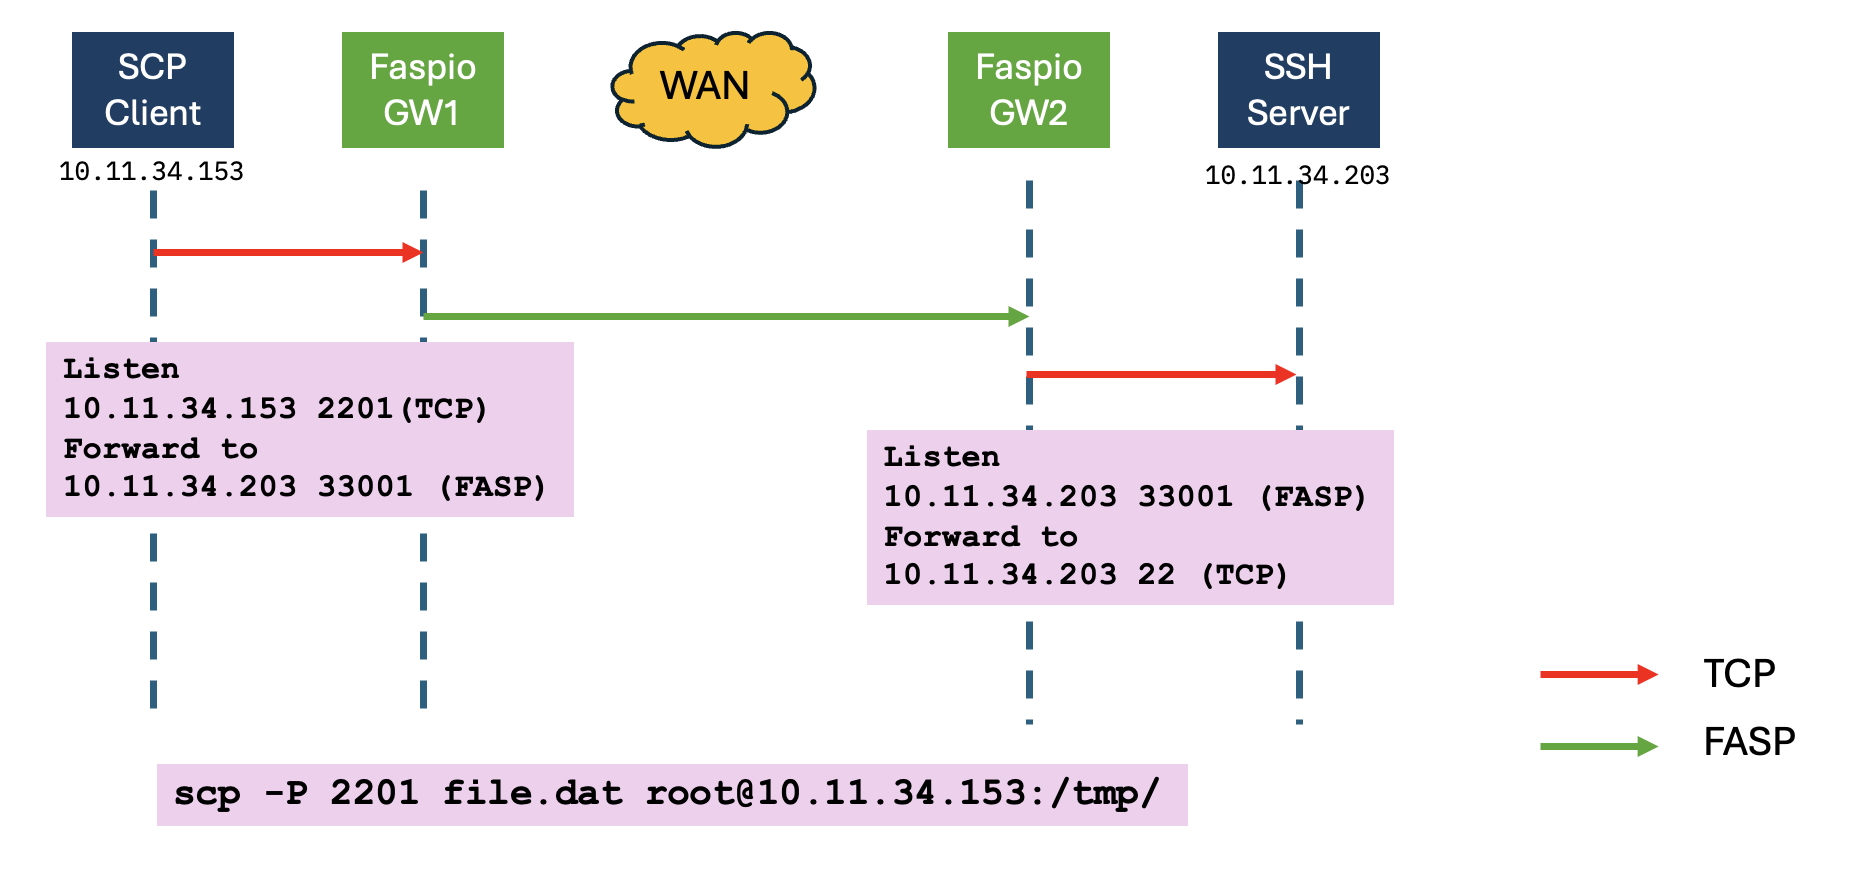 SCP
Client
Faspio
GW1
WAN
Faspio
GW2
SSH
Server
10.11.34.153
10.11.34.203
Listen
10.11.34.153 2201(TCP)
Forward to
10.11.34.203 33001 (FASP)
Listen
10.11.34.203 33001 (FASP)
Forward to
10.11.34.203 22 (TCP)
TCP
FASP
scp -P 2201 file.dat root@10.11.34.153:/tmp/